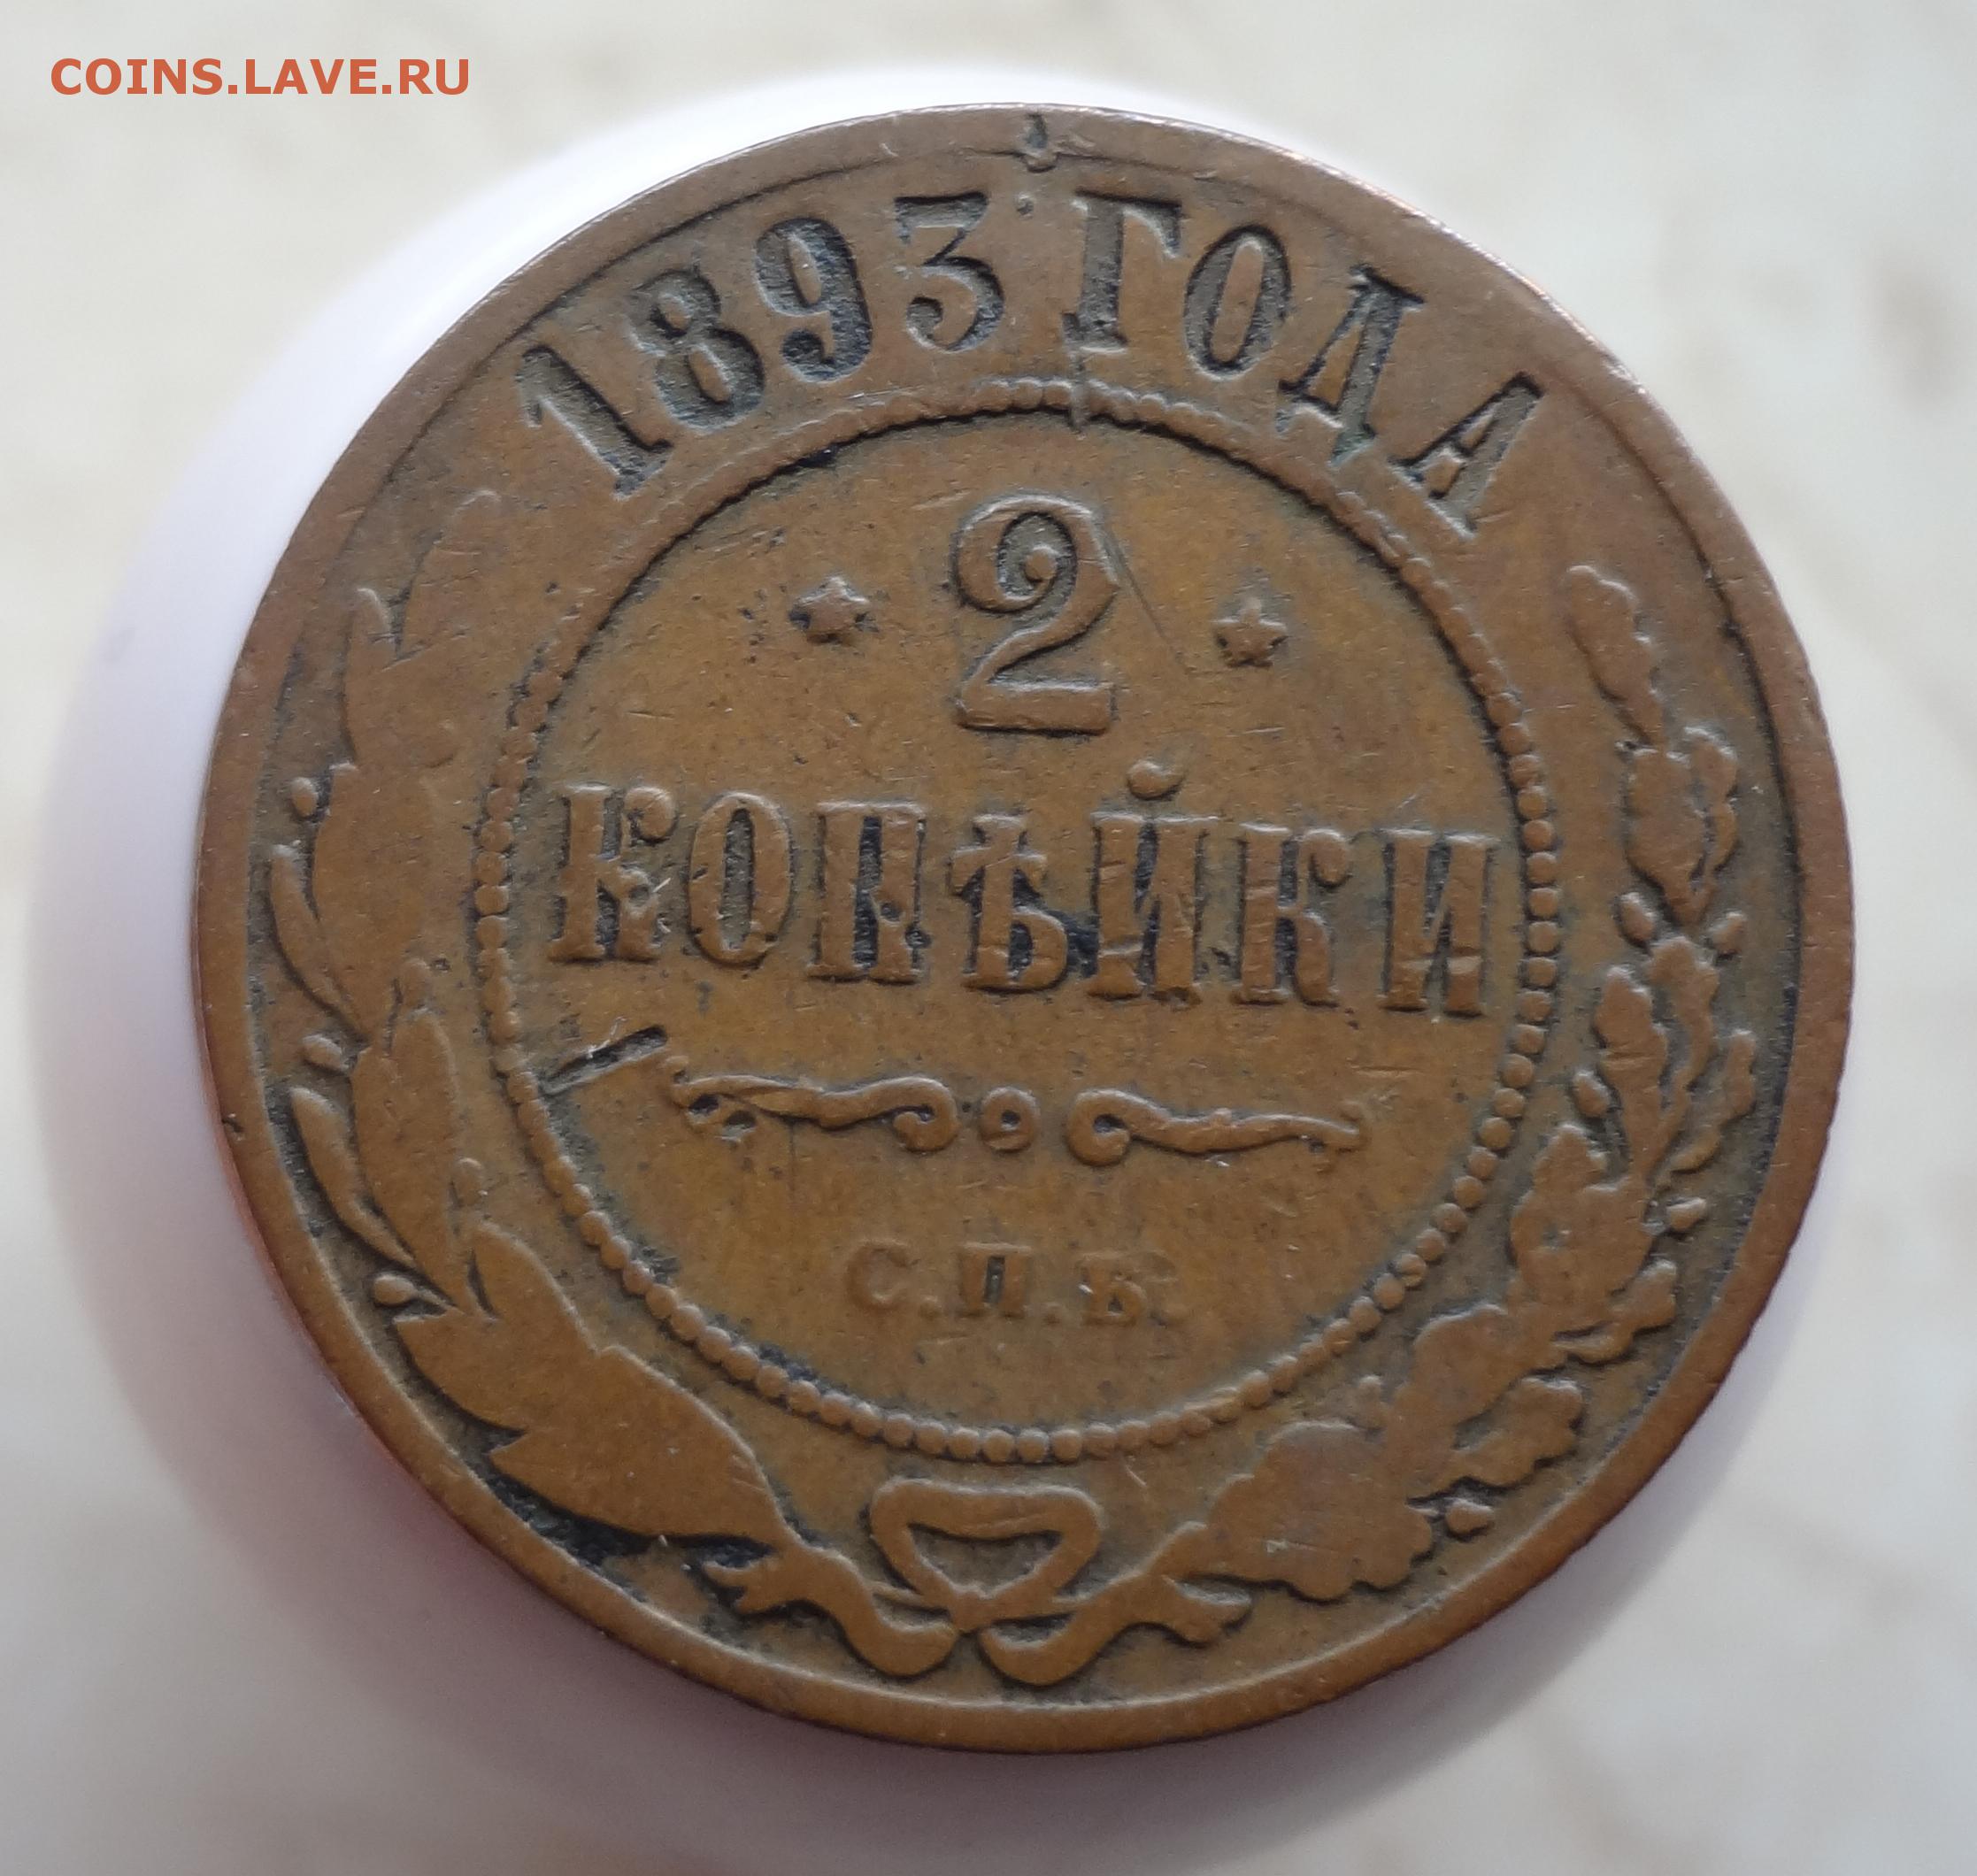 COINS.LAVE.RU
1893 ГОДА
2
КОПѢЙКИ
С.П.Б.